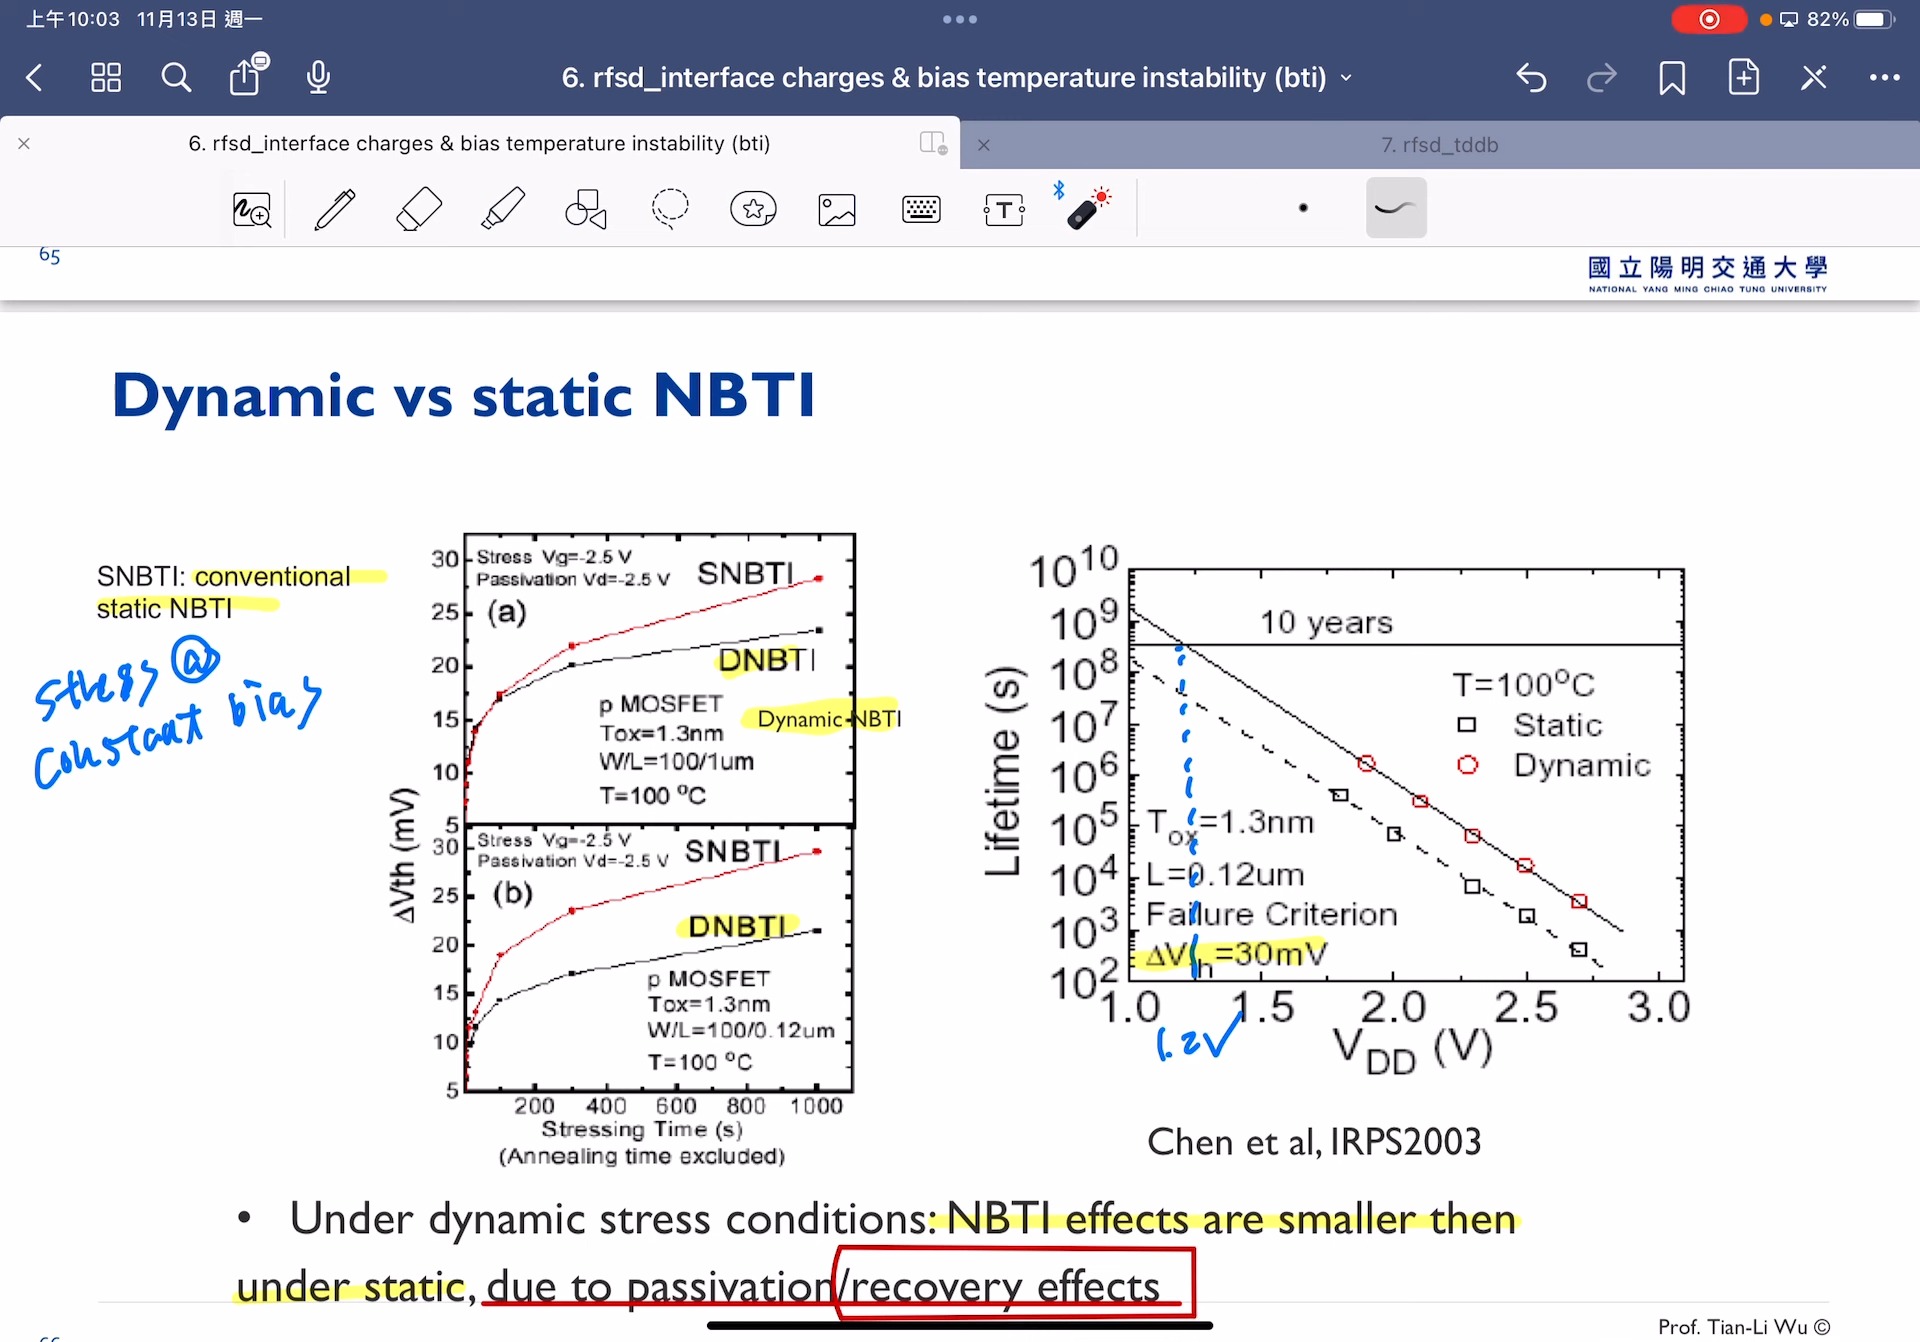 上午10:03 11月13日 週一
82%
6. rfsd_interface charges & bias temperature instability (bti)
6. rfsd_interface charges & bias temperature instability (bti)
7. rfsd_tddb
65
國立陽明交通大學
NATIONAL YANG MING CHIAO TUNG UNIVERSITY
Dynamic vs static NBTI
SNBTI: conventional
static NBTI
stress @
constant bias
ΔVth (mV)
30
25
20
15
10
5
Stress Vg=-2.5 V
Passivation Vd=-2.5 V
SNBTI
(a)
DNBTI
Dynamic NBTI
p MOSFET
Tox=1.3nm
W/L=100/1um
T=100 ºC
30
25
20
15
10
5
Stress Vg=-2.5 V
Passivation Vd=-2.5 V
SNBTI
(b)
DNBTI
p MOSFET
Tox=1.3nm
W/L=100/0.12um
T=100 ºC
200 400 600 800 1000
Stressing Time (s)
(Annealing time excluded)
Lifetime (s)
10^10
10^9
10^8
10^7
10^6
10^5
10^4
10^3
10^2
10 years
T=100ºC
Static
Dynamic
Tox=1.3nm
L=0.12um
Failure Criterion
ΔVth=30mV
1.0 1.5 2.0 2.5 3.0
1.2V
VDD (V)
Chen et al, IRPS2003
• Under dynamic stress conditions: NBTI effects are smaller then
under static, due to passivation/recovery effects
Prof. Tian-Li Wu ©